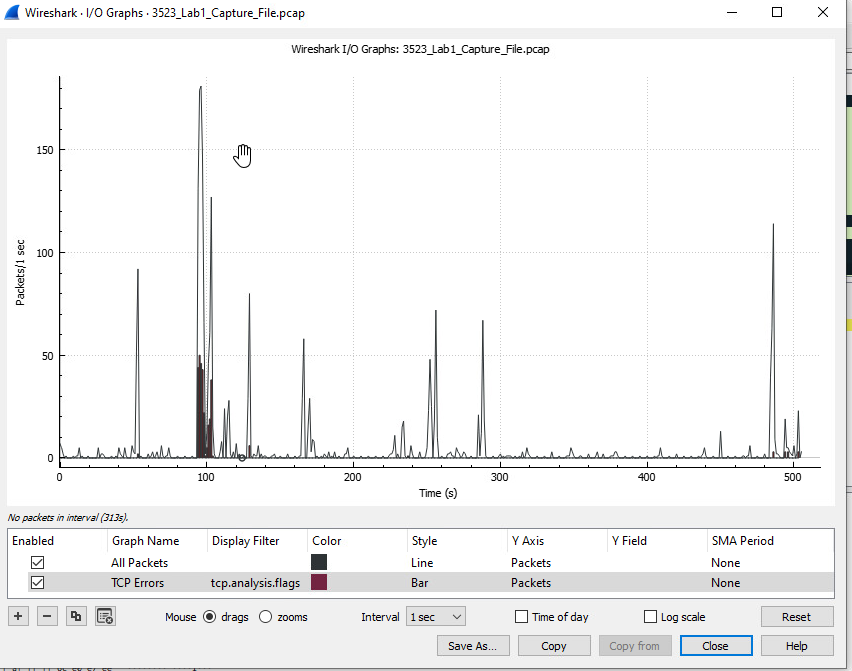 Wireshark · I/O Graphs · 3523_Lab1_Capture_File.pcap
Wireshark I/O Graphs: 3523_Lab1_Capture_File.pcap
Packets/1 sec
150
100
50
0
0 100 200 300 400 500
Time (s)
No packets in interval (313s).
Enabled Graph Name Display Filter Color Style Y Axis Y Field SMA Period
All Packets Line Packets None
TCP Errors tcp.analysis.flags Bar Packets None
+ − Mouse drags zooms Interval 1 sec Time of day Log scale Reset
Save As... Copy Copy from Close Help